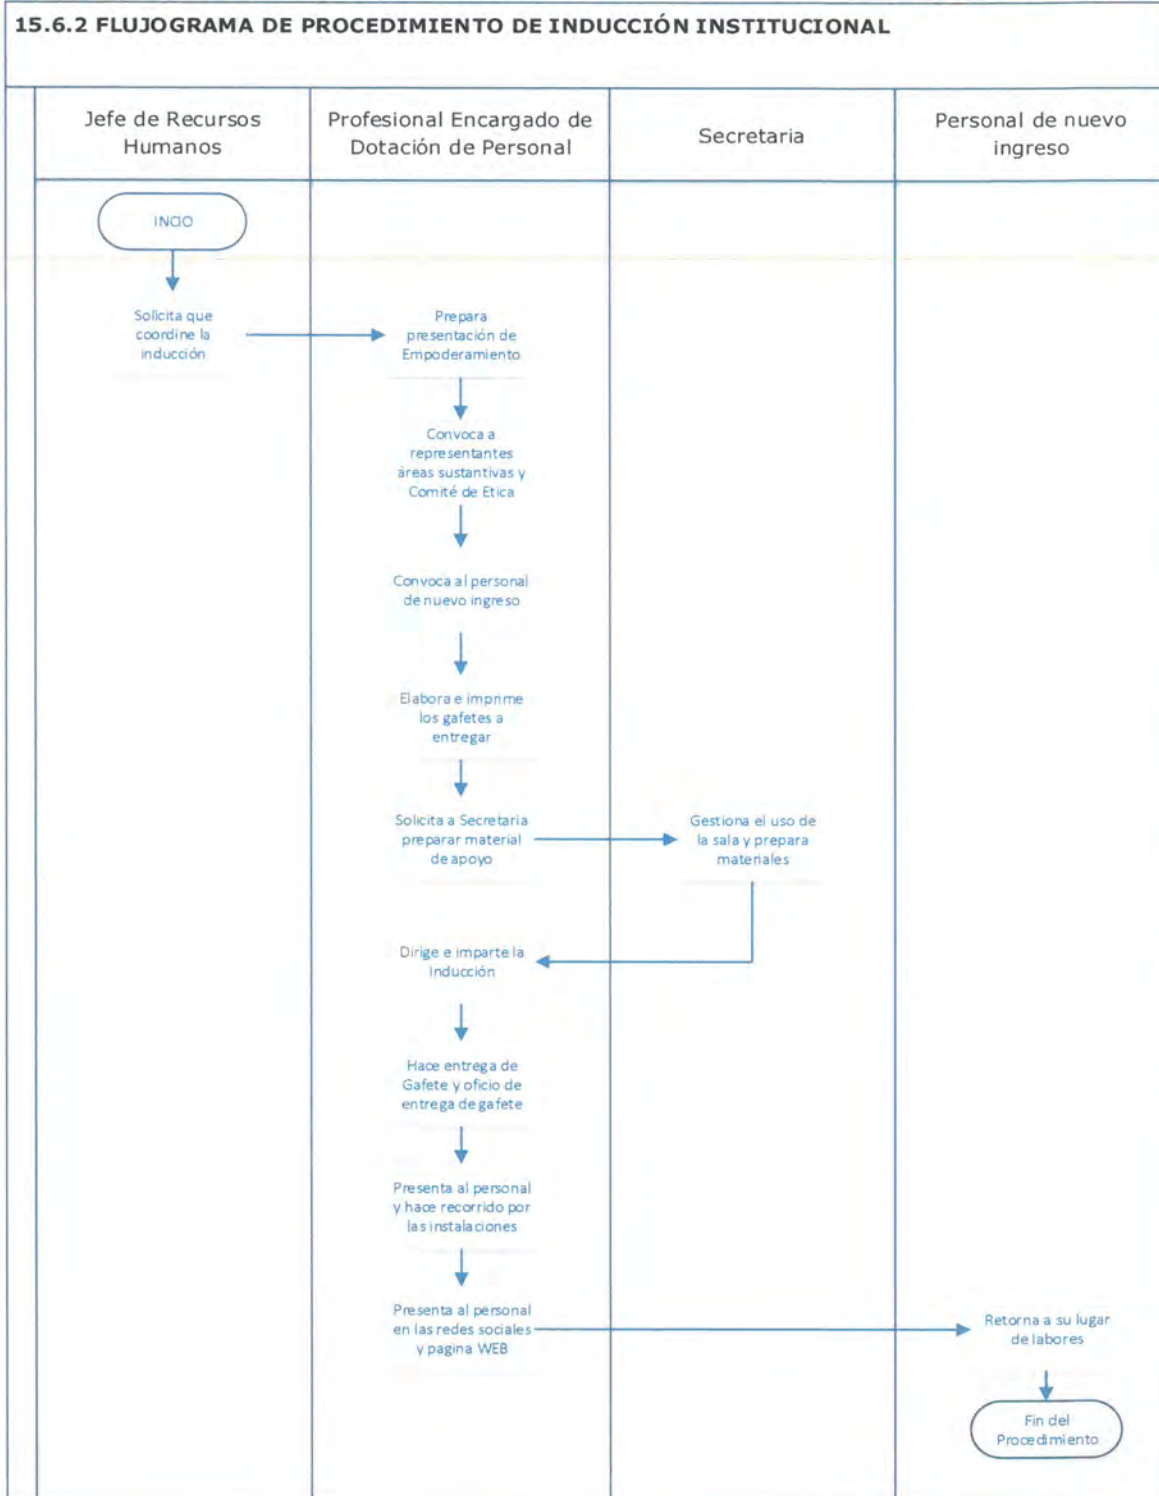 15.6.2 FLUJOGRAMA DE PROCEDIMIENTO DE INDUCCIÓN INSTITUCIONAL
Jefe de Recursos
Humanos
Profesional Encargado de
Dotación de Personal
Secretaria
Personal de nuevo
ingreso
INCIO
Solicita que
coordine la
inducción
Prepara
presentación de
Empoderamiento
Convoca a
representantes
áreas sustantivas y
Comité de Etica
Convoca al personal
de nuevo ingreso
Elabora e imprime
los gafetes a
entregar
Solicita a Secretaria
preparar material
de apoyo
Gestiona el uso de
la sala y prepara
materiales
Dirige e imparte la
Inducción
Hace entrega de
Gafete y oficio de
entrega de gafete
Presenta al personal
y hace recorrido por
las instalaciones
Presenta al personal
en las redes sociales
y pagina WEB
Retorna a su lugar
de labores
Fin del
Procedimiento